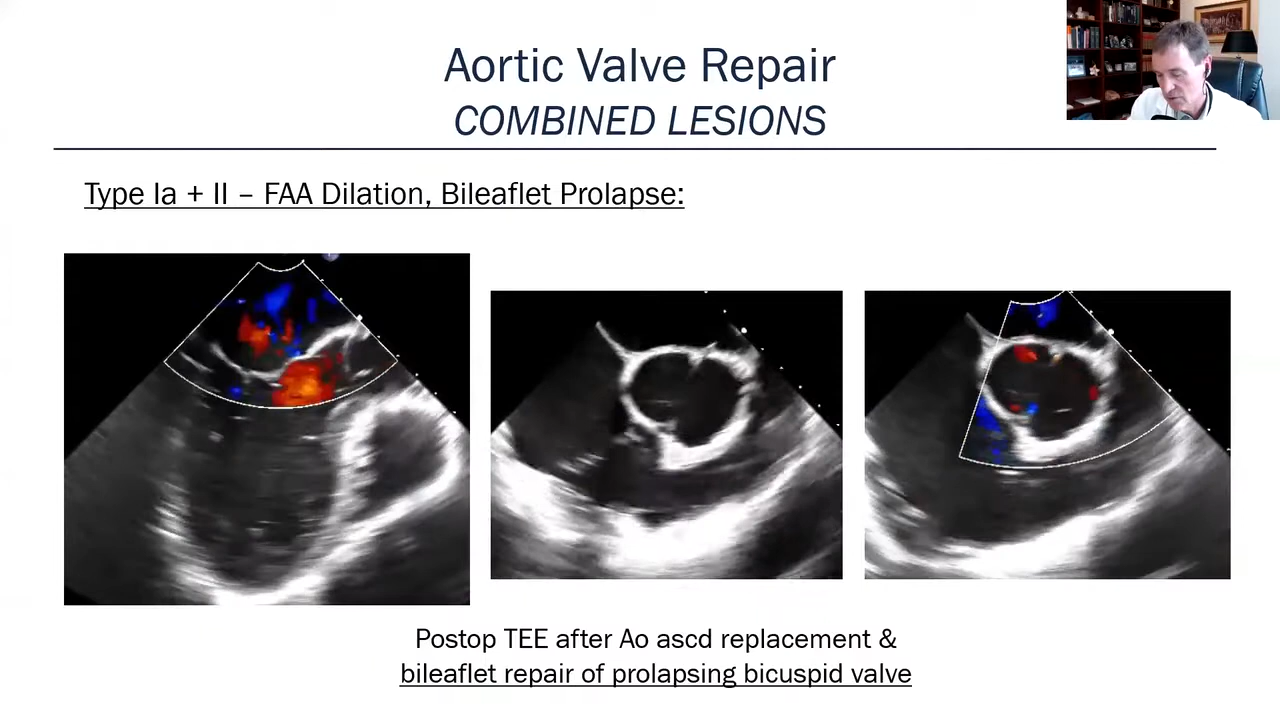 Aortic Valve Repair
COMBINED LESIONS
Type Ia + II – FAA Dilation, Bileaflet Prolapse:
Postop TEE after Ao ascd replacement &
bileaflet repair of prolapsing bicuspid valve